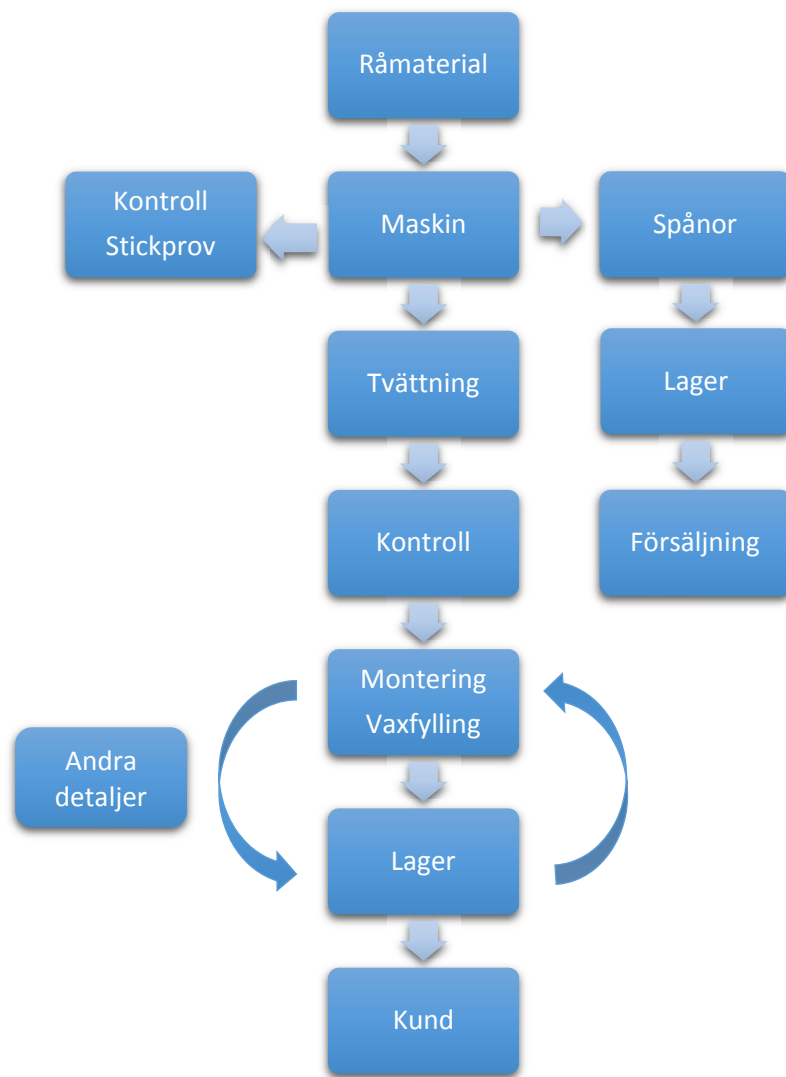 Råmaterial
Kontroll
Stickprov
Maskin
Spånor
Tvättning
Lager
Kontroll
Försäljning
Montering
Vaxfylling
Andra
detaljer
Lager
Kund